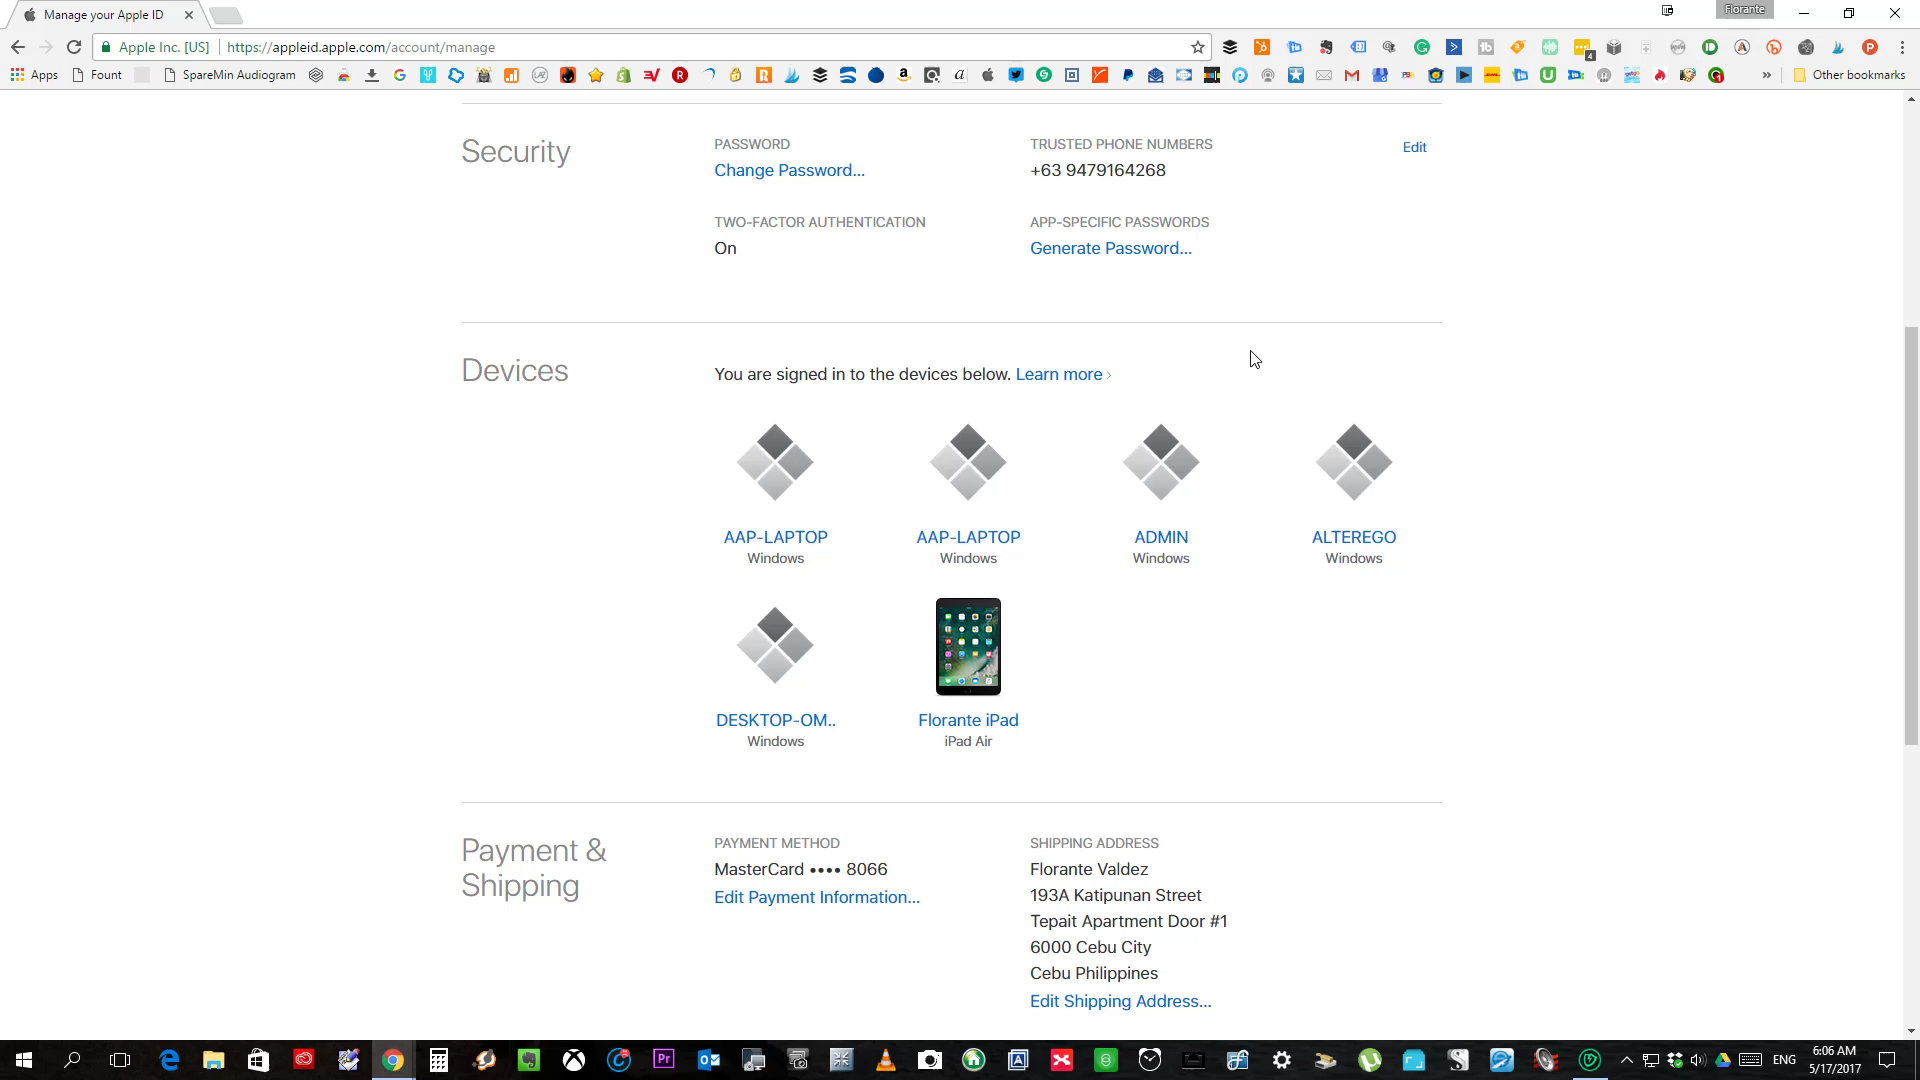 Manage your Apple ID
Florante
Apple Inc. [US]
https://appleid.apple.com/account/manage
Apps
Fount
SpareMin Audiogram
Other bookmarks
Security
PASSWORD
Change Password...
TRUSTED PHONE NUMBERS
+63 9479164268
Edit
TWO-FACTOR AUTHENTICATION
On
APP-SPECIFIC PASSWORDS
Generate Password...
Devices
You are signed in to the devices below. Learn more ›
AAP-LAPTOP
Windows
AAP-LAPTOP
Windows
ADMIN
Windows
ALTEREGO
Windows
DESKTOP-OM..
Windows
Florante iPad
iPad Air
Payment &
Shipping
PAYMENT METHOD
MasterCard •••• 8066
Edit Payment Information...
SHIPPING ADDRESS
Florante Valdez
193A Katipunan Street
Tepait Apartment Door #1
6000 Cebu City
Cebu Philippines
Edit Shipping Address...
ENG
6:06 AM
5/17/2017